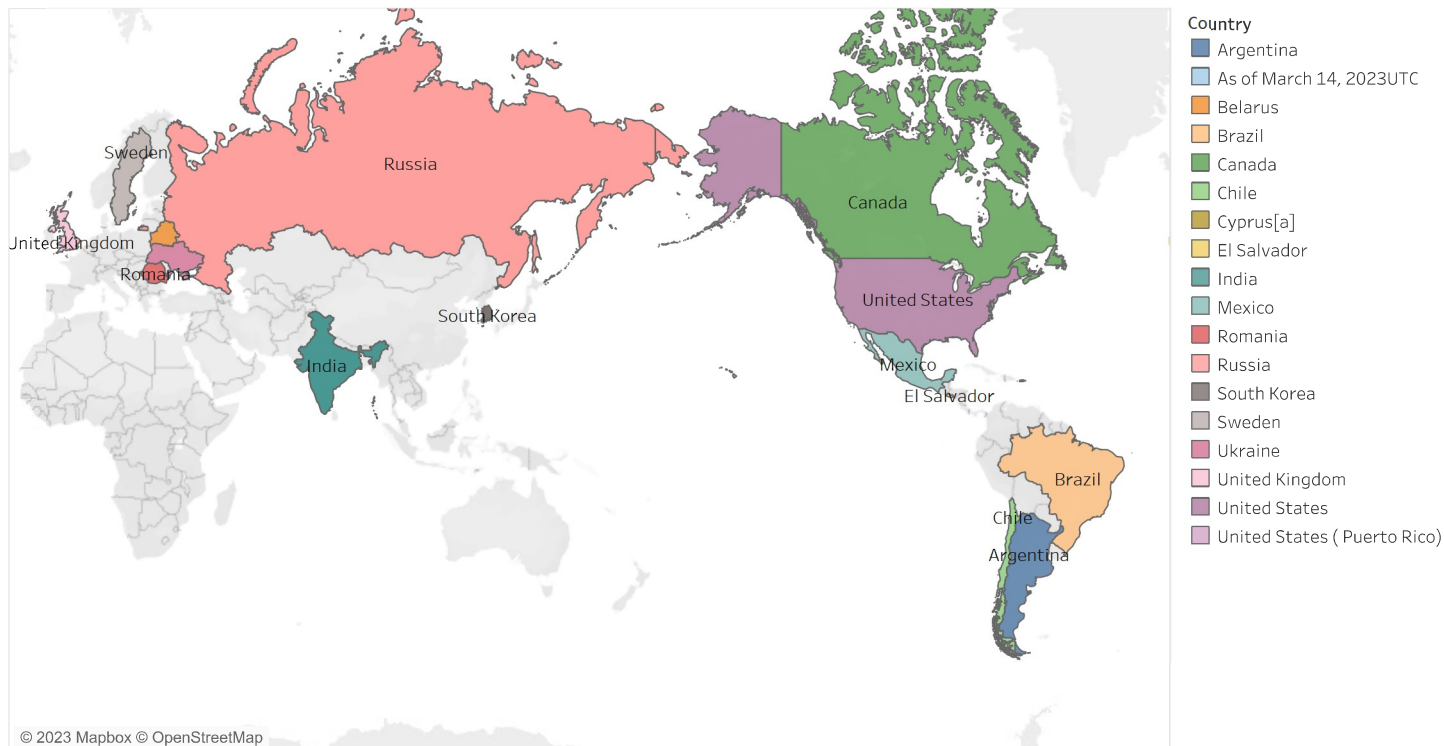 Sweden
Russia
United Kingdom
Romania
South Korea
India
Canada
United States
Mexico
El Salvador
Brazil
Chile
Argentina
© 2023 Mapbox © OpenStreetMap
Country
Argentina
As of March 14, 2023UTC
Belarus
Brazil
Canada
Chile
Cyprus[a]
El Salvador
India
Mexico
Romania
Russia
South Korea
Sweden
Ukraine
United Kingdom
United States
United States ( Puerto Rico)